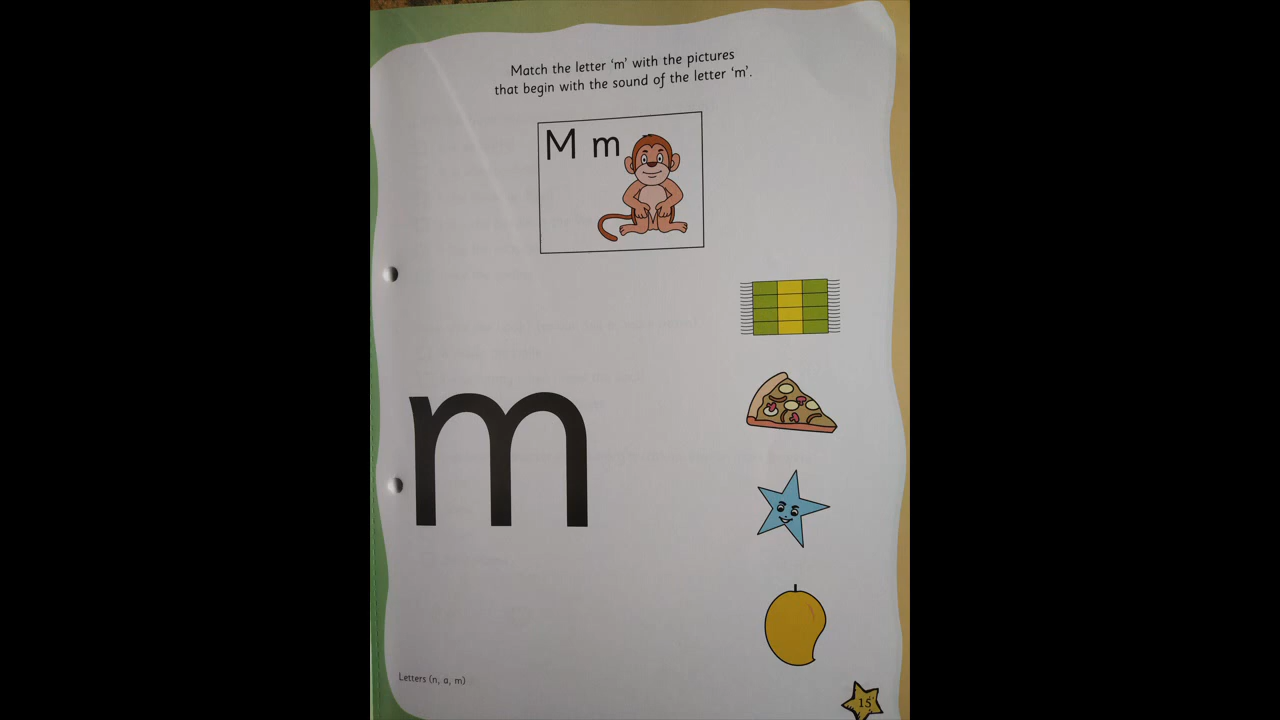 Match the letter ‘m’ with the pictures
that begin with the sound of the letter ‘m’.
M m
m
Letters (n, a, m)
15